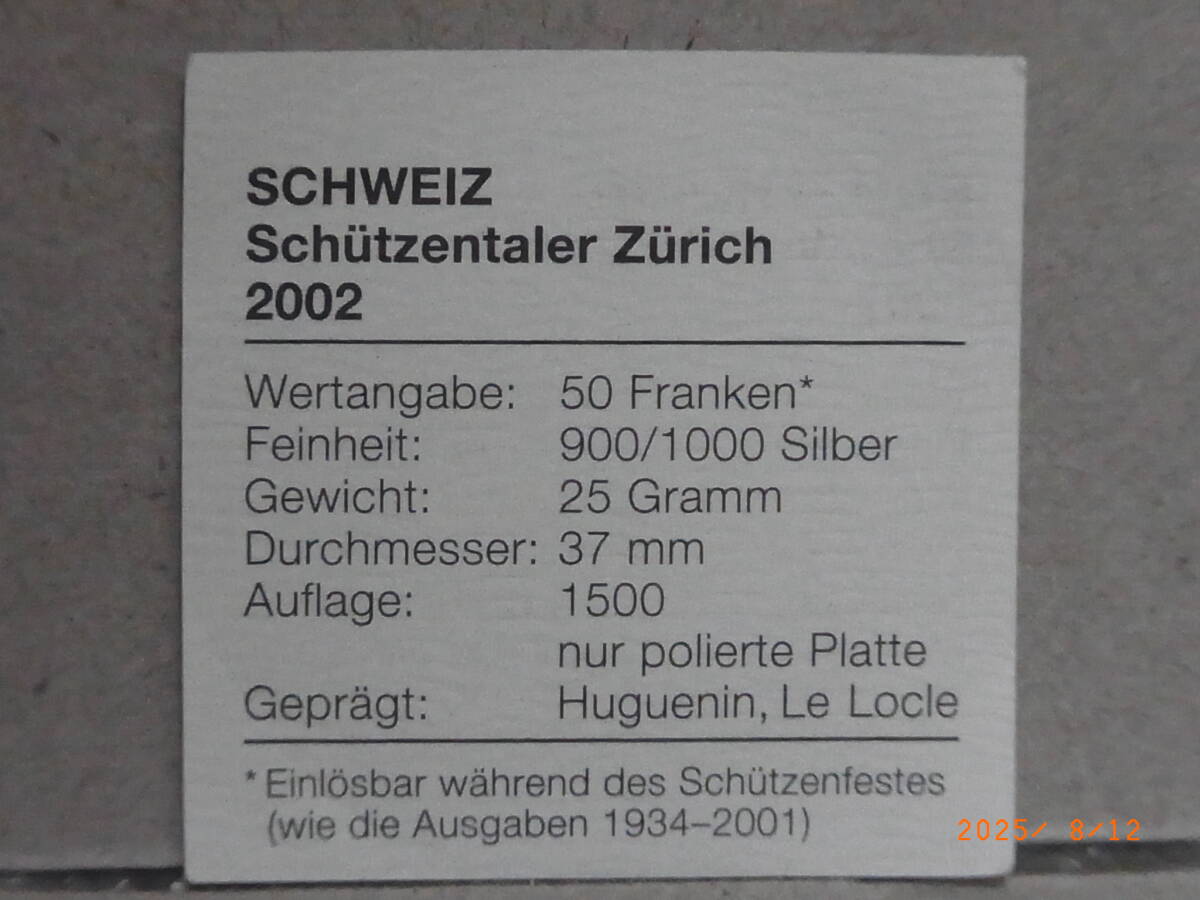 SCHWEIZ
Schützentaler Zürich
2002
Wertangabe: 50 Franken*
Feinheit: 900/1000 Silber
Gewicht: 25 Gramm
Durchmesser: 37 mm
Auflage: 1500
nur polierte Platte
Geprägt: Huguenin, Le Locle
* Einlösbar während des Schützenfestes
(wie die Ausgaben 1934–2001)
2025/ 8/12